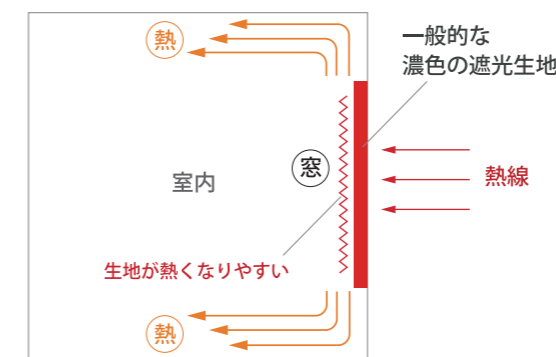 熱
一般的な
濃色の遮光生地
窓
熱線
室内
生地が熱くなりやすい
熱